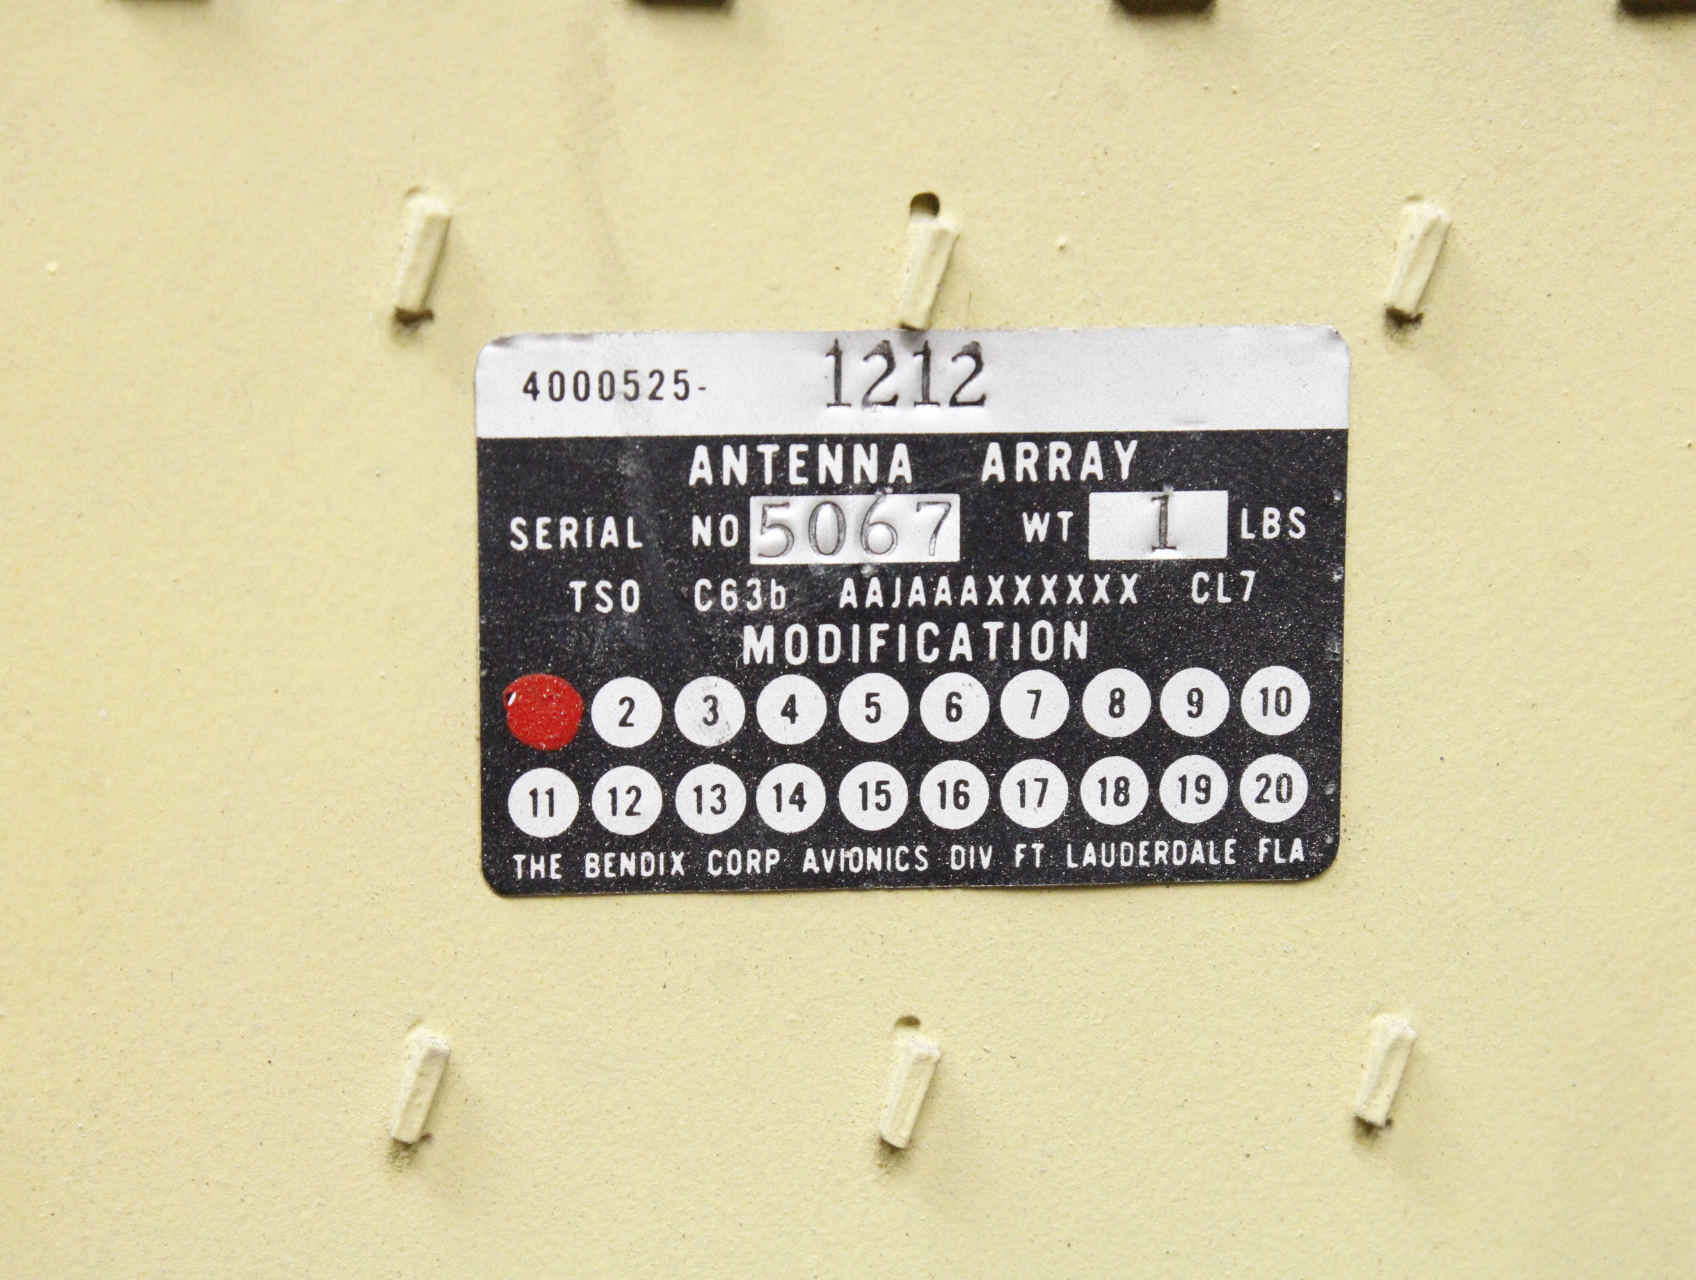 4000525- 1212
ANTENNA ARRAY
SERIAL NO 5067 WT 1 LBS
TSO C63b AAJAAAXXXXXX CL7
MODIFICATION
2 3 4 5 6 7 8 9 10
11 12 13 14 15 16 17 18 19 20
THE BENDIX CORP AVIONICS DIV FT LAUDERDALE FLA